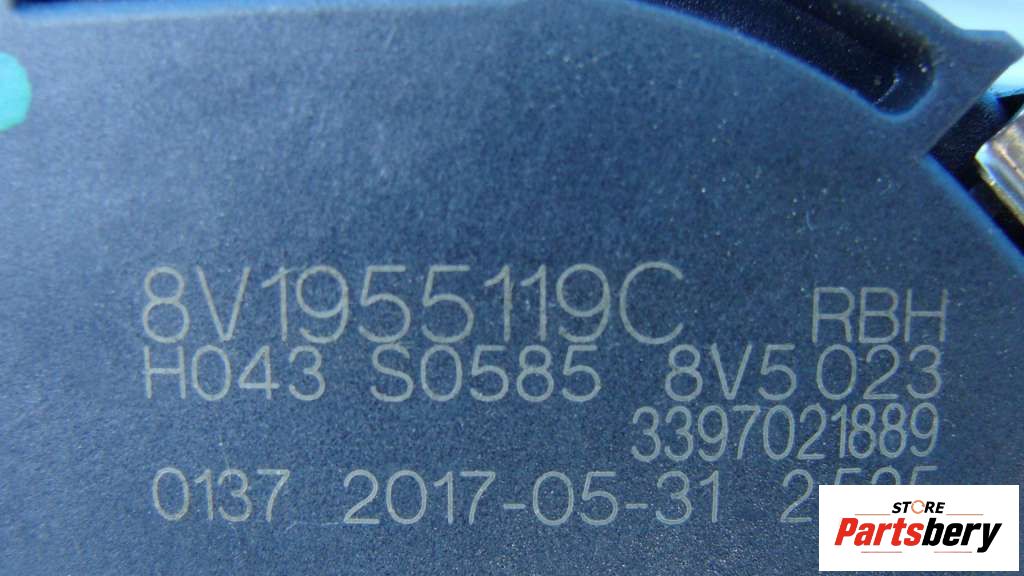 8V1955119C RBH
H043 S0585 8V5 023
3397021889
0137 2017-05-31
STORE
Partsbery